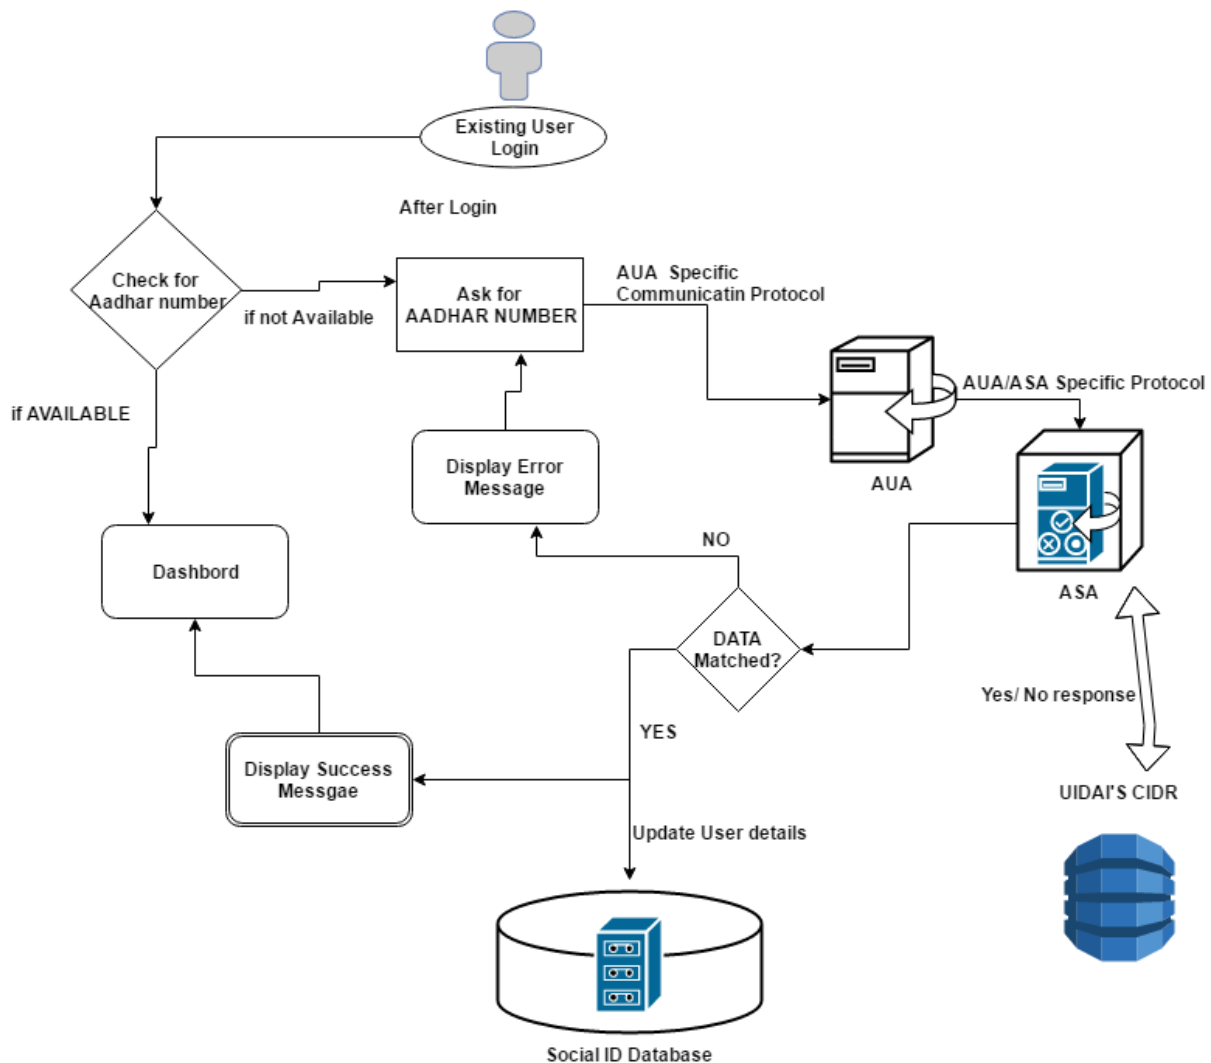 Existing User
Login
After Login
Check for
Aadhar number
if not Available
Ask for
AADHAR NUMBER
AUA  Specific
Communicatin Protocol
AUA/ASA Specific Protocol
if AVAILABLE
Display Error
Message
AUA
NO
Dashbord
ASA
DATA
Matched?
Yes/ No response
YES
Display Success
Messgae
UIDAI'S CIDR
Update User details
Social ID Database